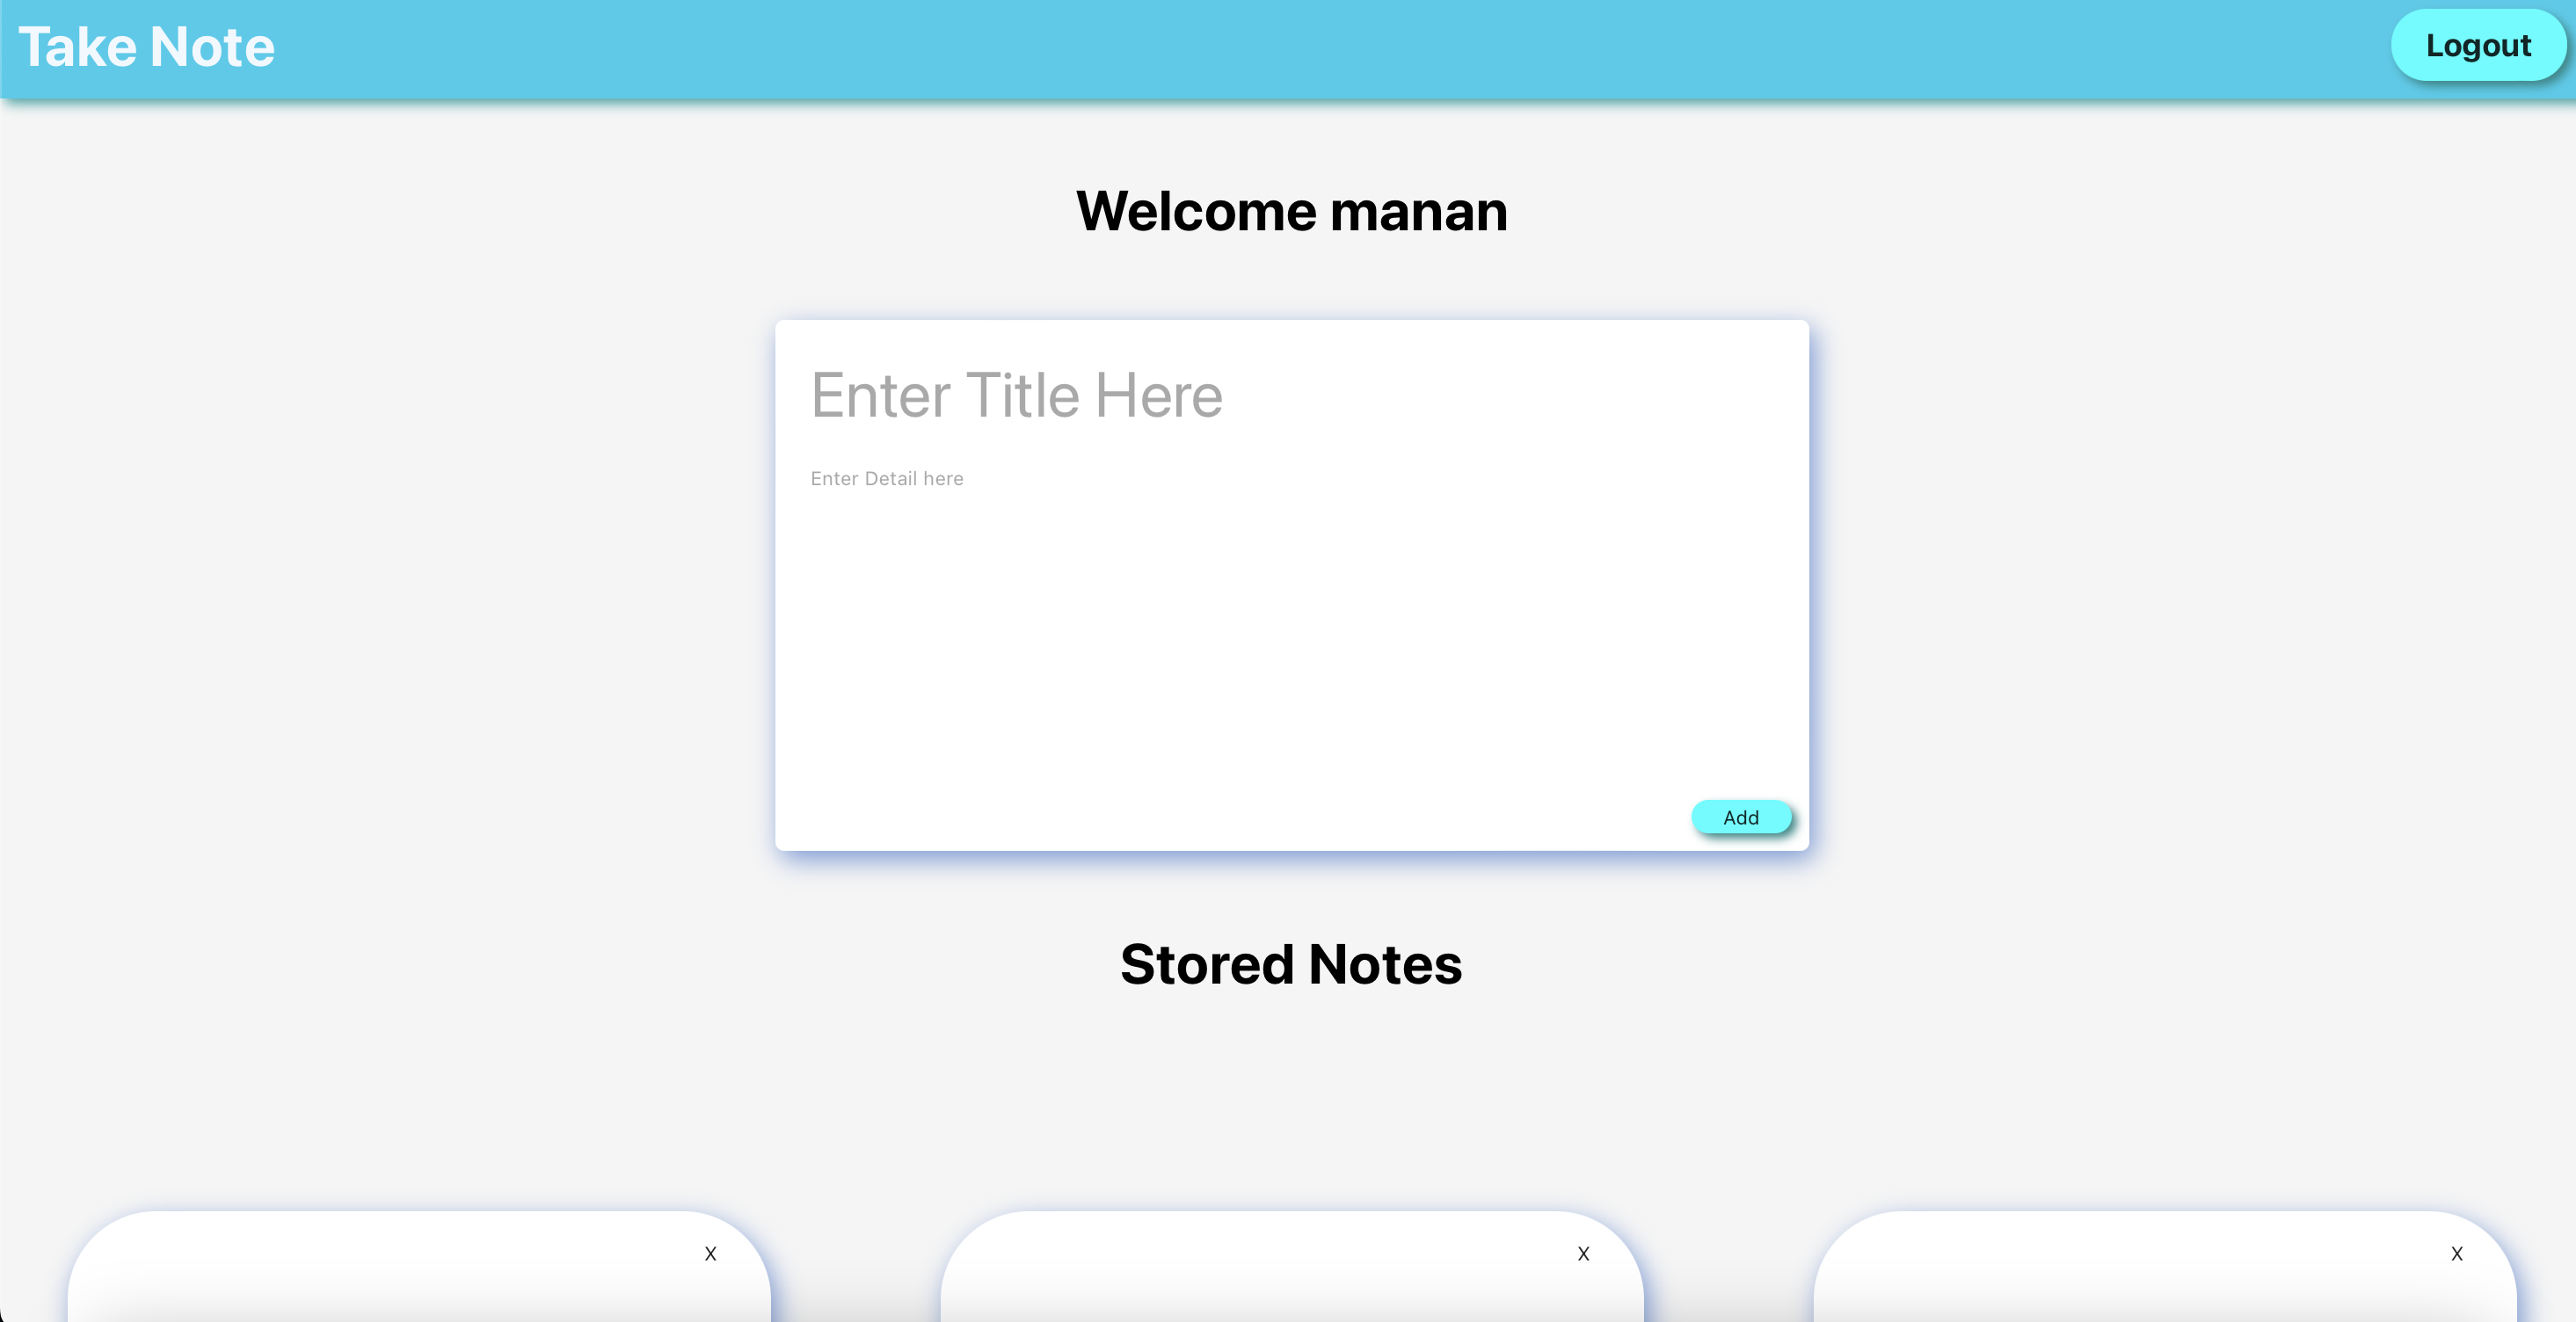 Take Note
Logout
Welcome manan
Enter Title Here
Enter Detail here
Add
Stored Notes
X
X
X